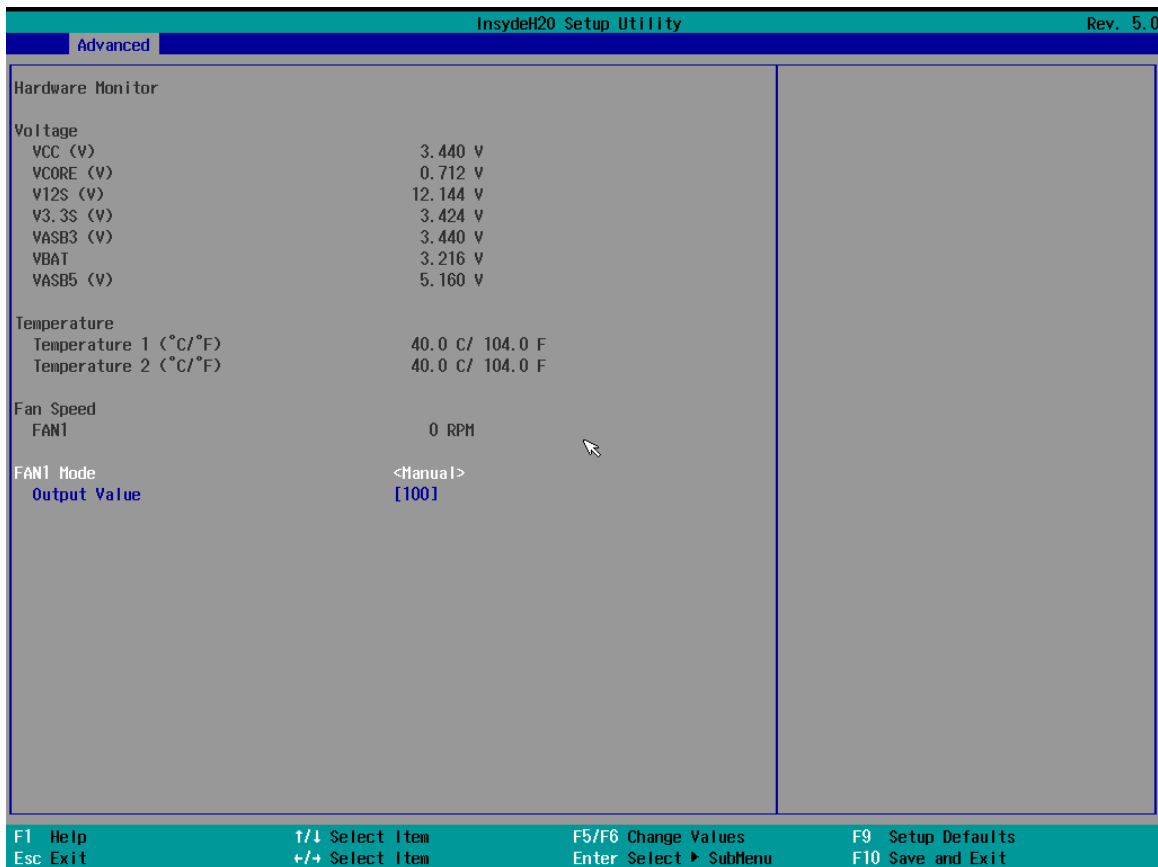 InsydeH20 Setup Utility Rev. 5.0
Advanced
Hardware Monitor
Voltage
VCC (V) 3.440 V
VCORE (V) 0.712 V
V12S (V) 12.144 V
V3.3S (V) 3.424 V
VASB3 (V) 3.440 V
VBAT 3.216 V
VASB5 (V) 5.160 V
Temperature
Temperature 1 (°C/°F) 40.0 C/ 104.0 F
Temperature 2 (°C/°F) 40.0 C/ 104.0 F
Fan Speed
FAN1 0 RPM
FAN1 Mode <Manual>
Output Value [100]
F1 Help ↑/↓ Select Item F5/F6 Change Values F9 Setup Defaults
Esc Exit ←/→ Select Item Enter Select ▶ SubMenu F10 Save and Exit